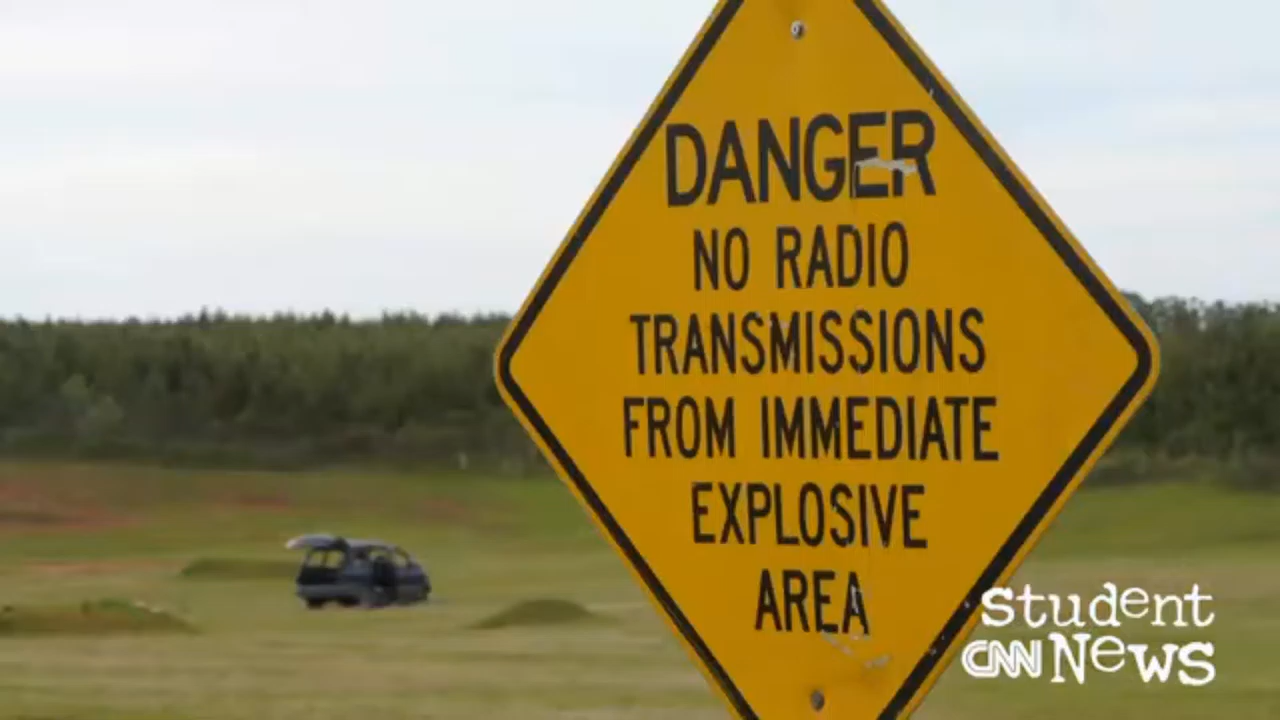 DANGER
NO RADIO
TRANSMISSIONS
FROM IMMEDIATE
EXPLOSIVE
AREA
Student
CNN News